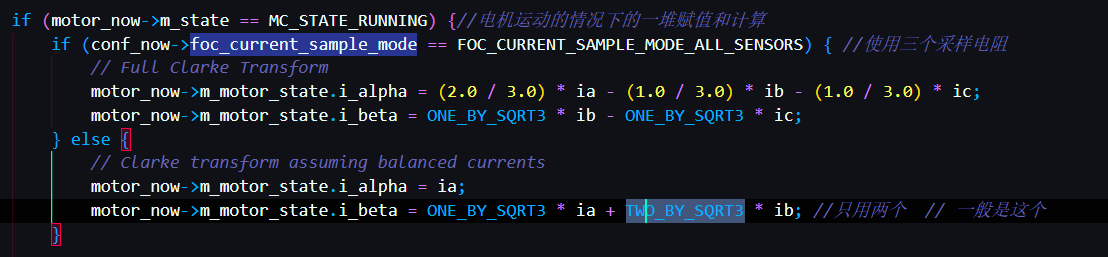 if (motor_now->m_state == MC_STATE_RUNNING) {//电机运动的情况下的一堆赋值和计算
if (conf_now->foc_current_sample_mode == FOC_CURRENT_SAMPLE_MODE_ALL_SENSORS) { //使用三个采样电阻
// Full Clarke Transform
motor_now->m_motor_state.i_alpha = (2.0 / 3.0) * ia - (1.0 / 3.0) * ib - (1.0 / 3.0) * ic;
motor_now->m_motor_state.i_beta = ONE_BY_SQRT3 * ib - ONE_BY_SQRT3 * ic;
} else {
// Clarke transform assuming balanced currents
motor_now->m_motor_state.i_alpha = ia;
motor_now->m_motor_state.i_beta = ONE_BY_SQRT3 * ia + TWO_BY_SQRT3 * ib; //只用两个 // 一般是这个
}